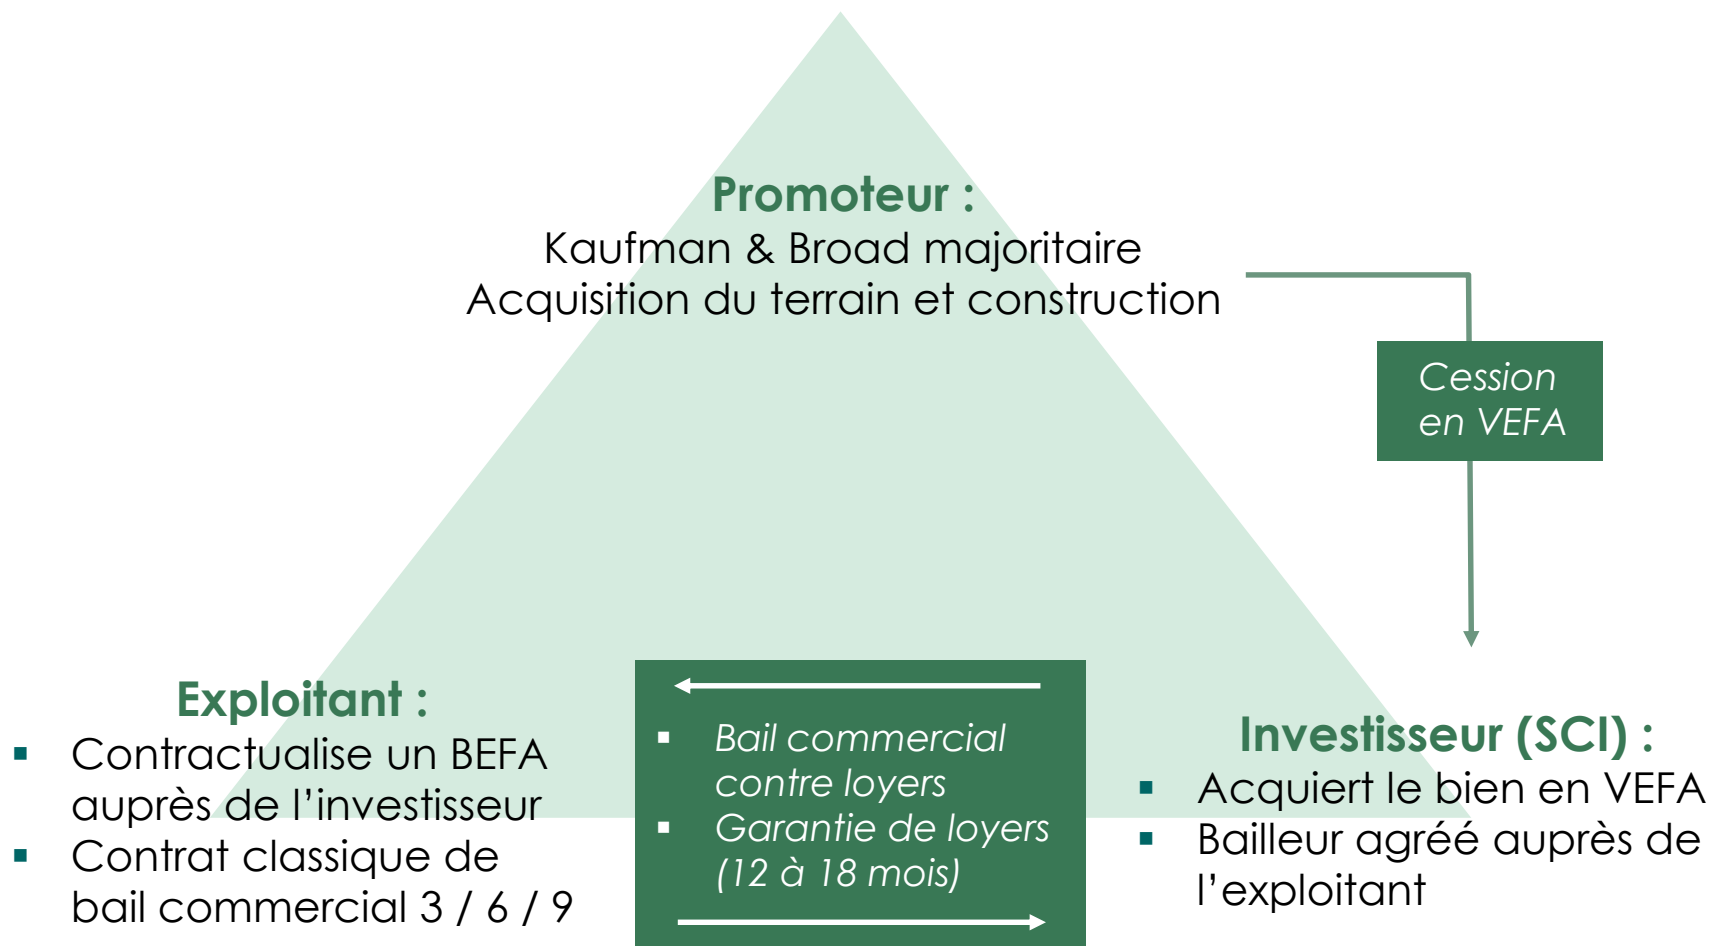 Promoteur :
Kaufman & Broad majoritaire
Acquisition du terrain et construction
Cession
en VEFA
Exploitant :
▪ Contractualise un BEFA
auprès de l’investisseur
▪ Contrat classique de
bail commercial 3 / 6 / 9
▪ Bail commercial
contre loyers
▪ Garantie de loyers
(12 à 18 mois)
Investisseur (SCI) :
▪ Acquiert le bien en VEFA
▪ Bailleur agréé auprès de
l’exploitant